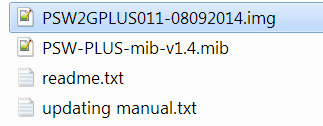 PSW2GPLUS011-08092014.img
PSW-PLUS-mib-v1.4.mib
readme.txt
updating manual.txt